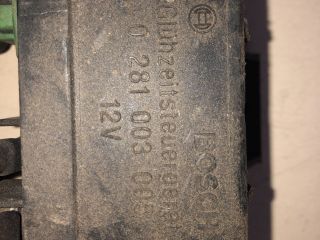 BOSCH
Glühzeitsteuergerät
0 281 003
12V